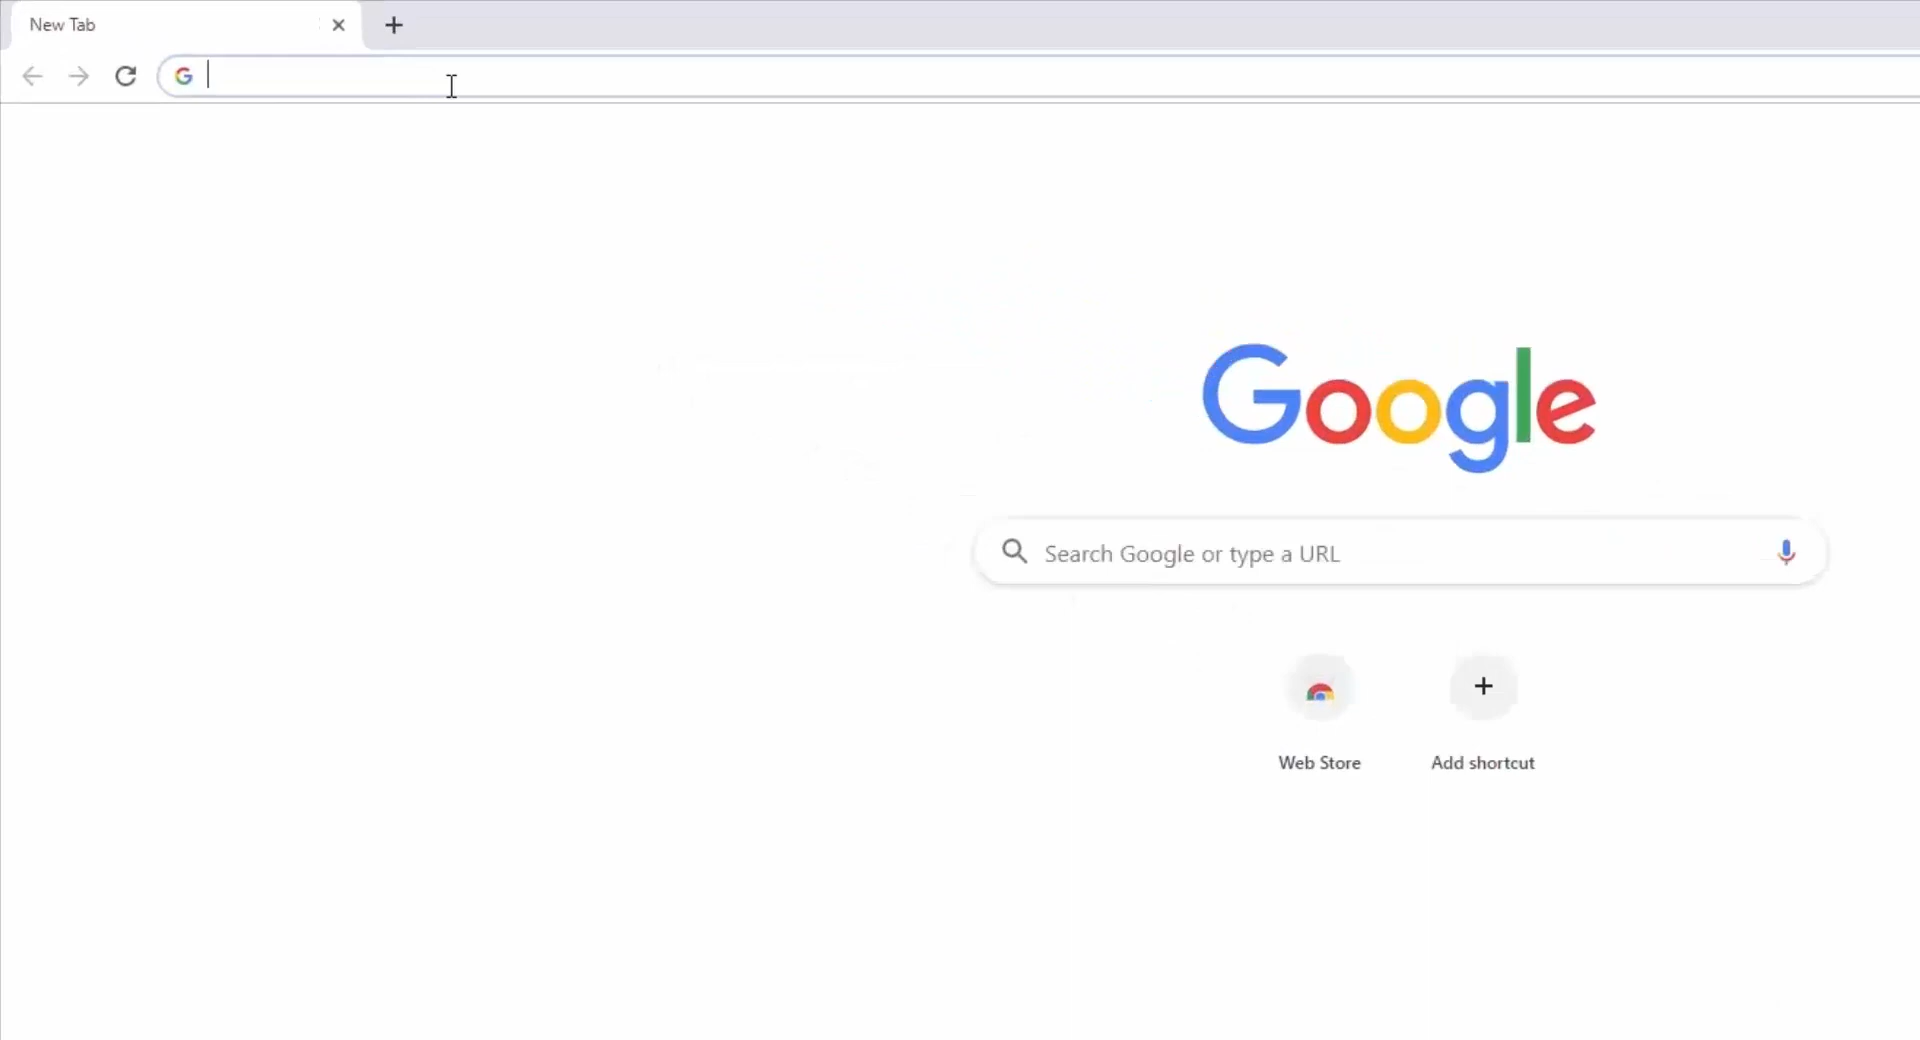 New Tab
Google
Search Google or type a URL
Web Store
Add shortcut